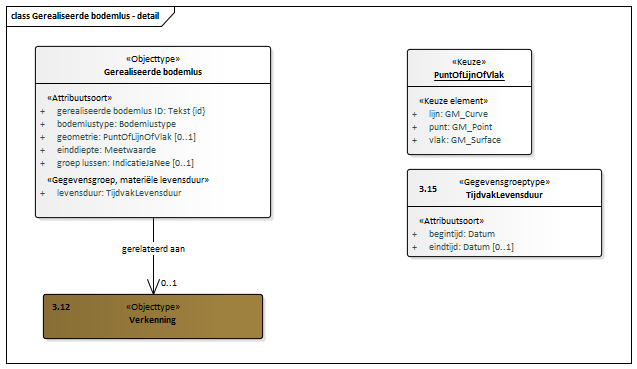 class Gerealiseerde bodemlus - detail
«Objecttype»
Gerealiseerde bodemlus
«Attribuutsoort»
+ gerealiseerde bodemlus ID: Tekst {id}
+ bodemlustype: Bodemlustype
+ geometrie: PuntOfLijnOfVlak [0..1]
+ einddiepte: Meetwaarde
+ groep lussen: IndicatieJaNee [0..1]
«Gegevensgroep, materiële levensduur»
+ levensduur: TijdvakLevensduur
gerelateerd aan
0..1
3.12
«Objecttype»
Verkenning
«Keuze»
PuntOfLijnOfVlak
«Keuze element»
+ lijn: GM_Curve
+ punt: GM_Point
+ vlak: GM_Surface
3.15
«Gegevensgroeptype»
TijdvakLevensduur
«Attribuutsoort»
+ begintijd: Datum
+ eindtijd: Datum [0..1]